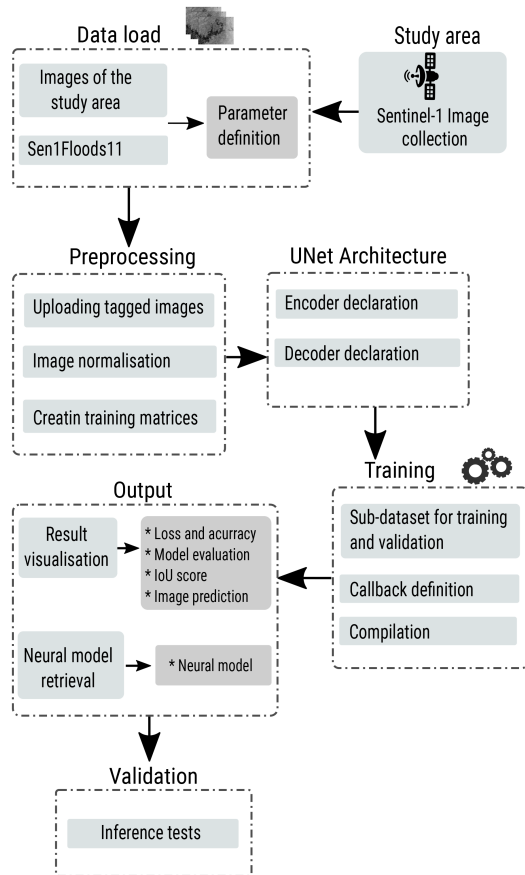 Data load
Study area
Images of the
study area
Sen1Floods11
Parameter
definition
Sentinel-1 Image
collection
Preprocessing
Uploading tagged images
Image normalisation
Creatin training matrices
UNet Architecture
Encoder declaration
Decoder declaration
Training
Sub-dataset for training
and validation
Callback definition
Compilation
Output
Result
visualisation
* Loss and acurracy
* Model evaluation
* IoU score
* Image prediction
Neural model
retrieval
* Neural model
Validation
Inference tests